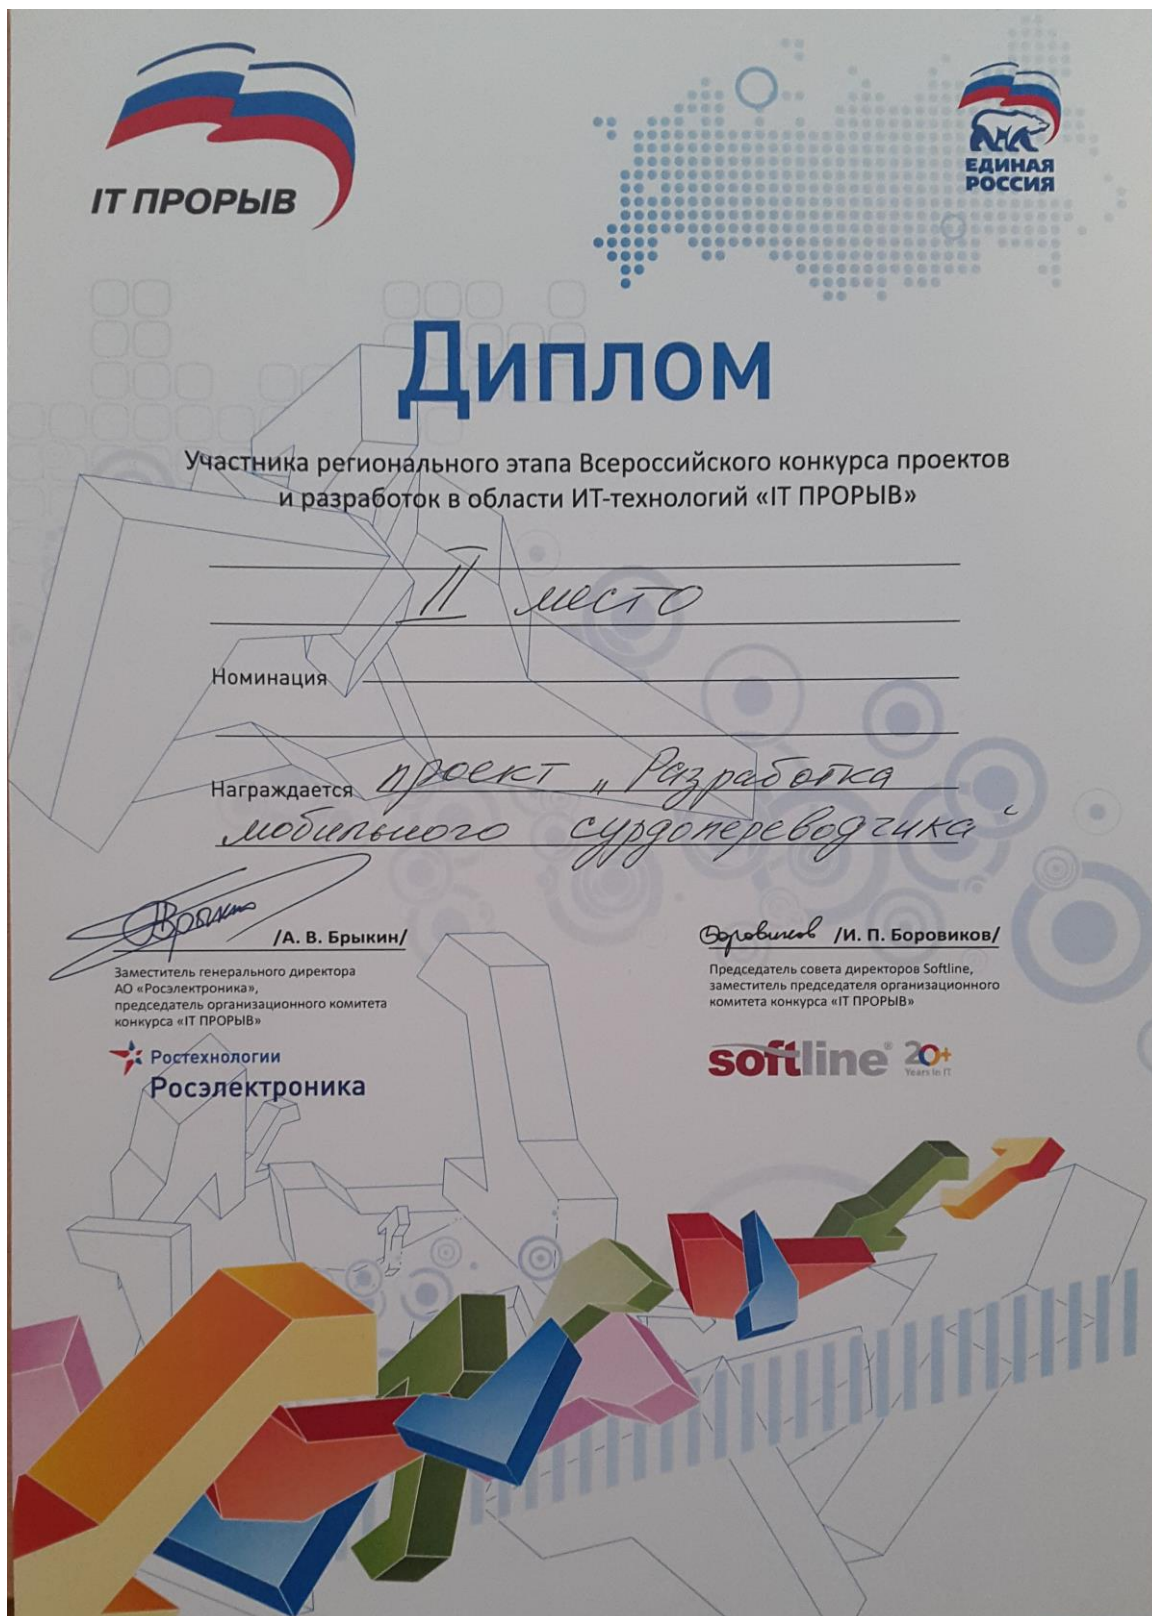 IT ПРОРЫВ
ЕДИНАЯ
РОССИЯ
Диплом
Участника регионального этапа Всероссийского конкурса проектов
и разработок в области ИТ-технологий «IT ПРОРЫВ»
II место
Номинация
Награждается проект „Разработка
мобильного сурдопереводчика“
Брыкин /А. В. Брыкин/
Заместитель генерального директора
АО «Росэлектроника»,
председатель организационного комитета
конкурса «IT ПРОРЫВ»
Ростехнологии
Росэлектроника
Боровиков /И. П. Боровиков/
Председатель совета директоров Softline,
заместитель председателя организационного
комитета конкурса «IT ПРОРЫВ»
softline® 20+
Years in IT